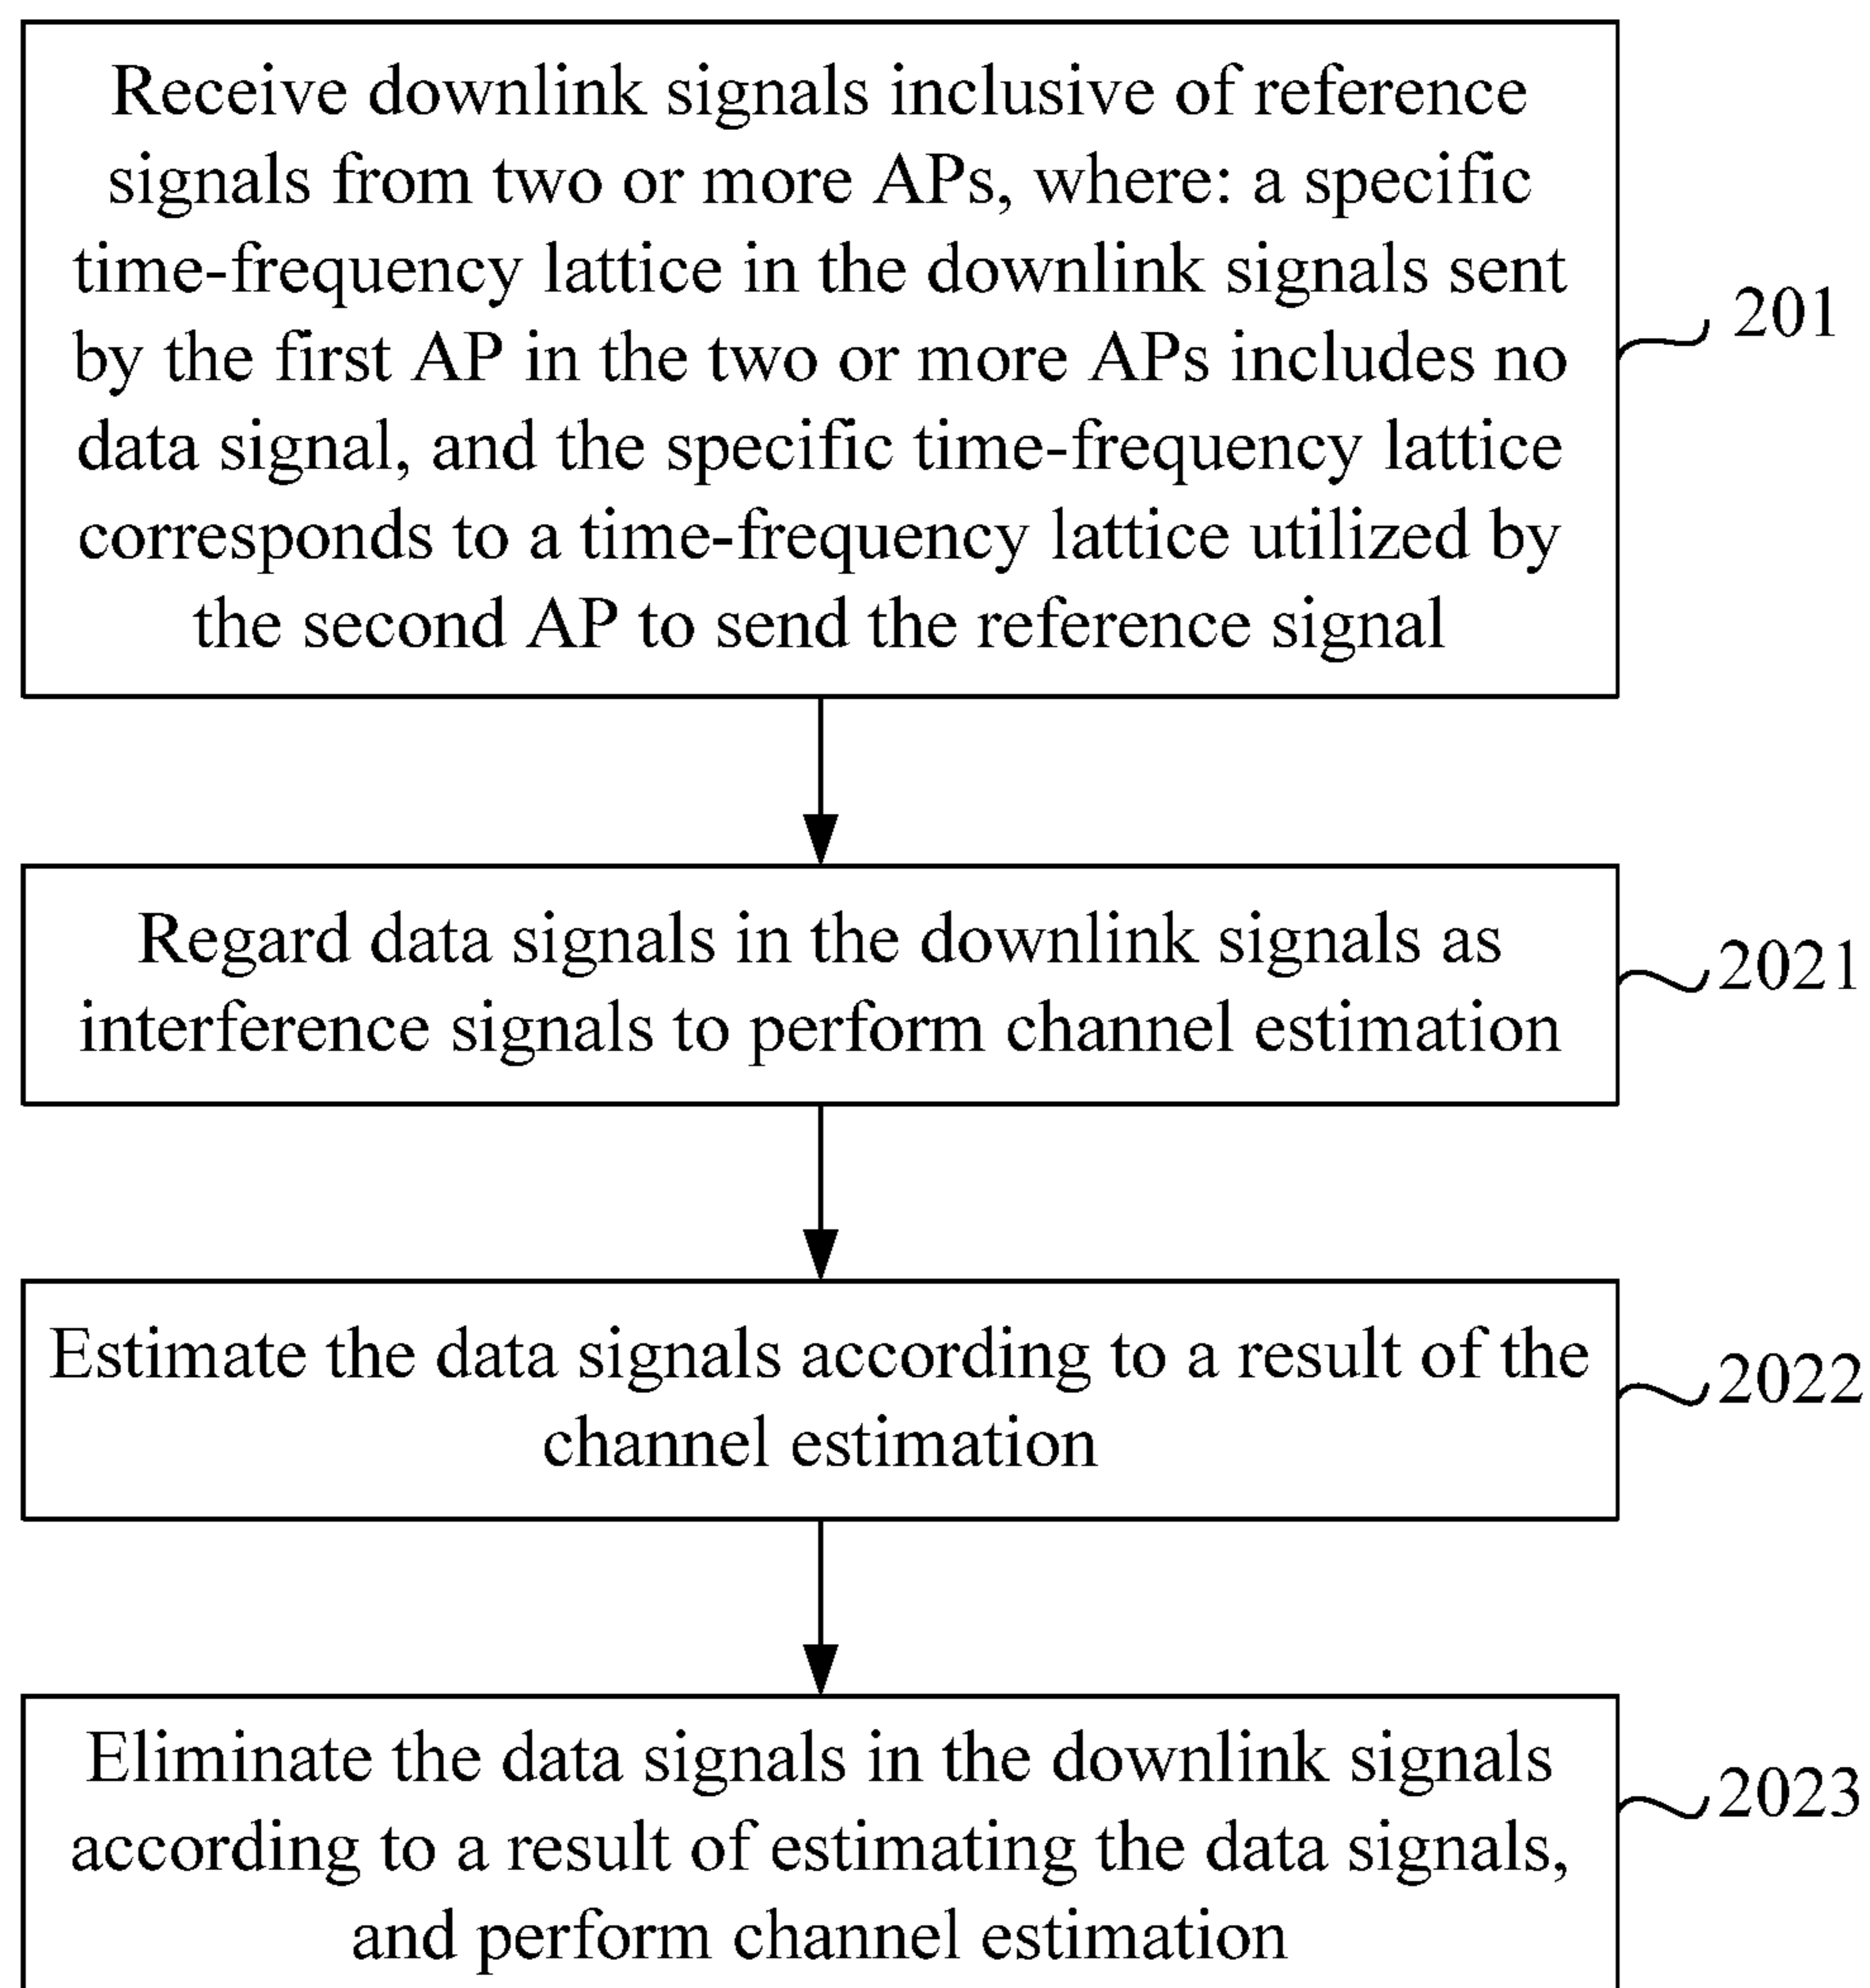 Receive downlink signals inclusive of reference
signals from two or more APs, where: a specific
time-frequency lattice in the downlink signals sent
by the first AP in the two or more APs includes no
data signal, and the specific time-frequency lattice
corresponds to a time-frequency lattice utilized by
the second AP to send the reference signal
201
Regard data signals in the downlink signals as
interference signals to perform channel estimation
2021
Estimate the data signals according to a result of the
channel estimation
2022
Eliminate the data signals in the downlink signals
according to a result of estimating the data signals,
and perform channel estimation
2023